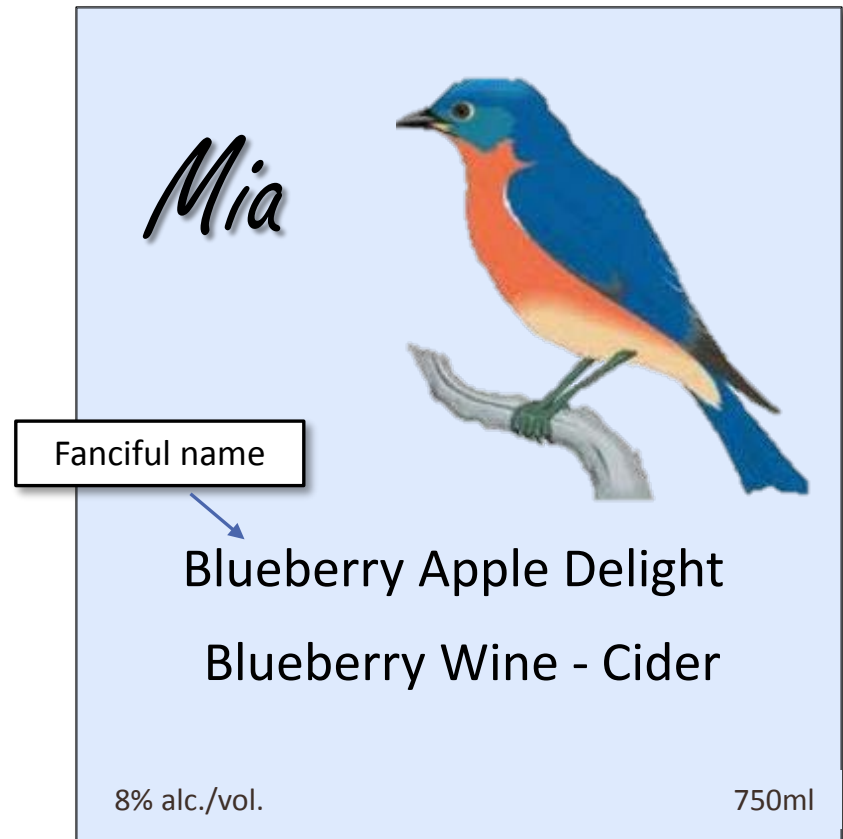 Mia
Fanciful name
Blueberry Apple Delight
Blueberry Wine - Cider
8% alc./vol.
750ml